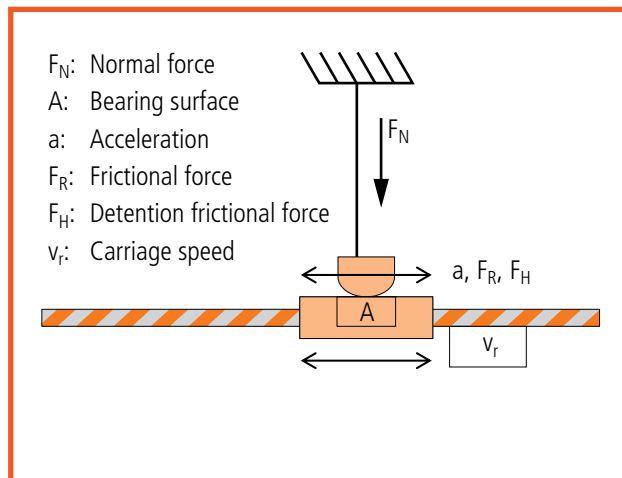 F_N: Normal force
A: Bearing surface
a: Acceleration
F_R: Frictional force
F_H: Detention frictional force
v_r: Carriage speed
F_N
a, F_R, F_H
A
v_r